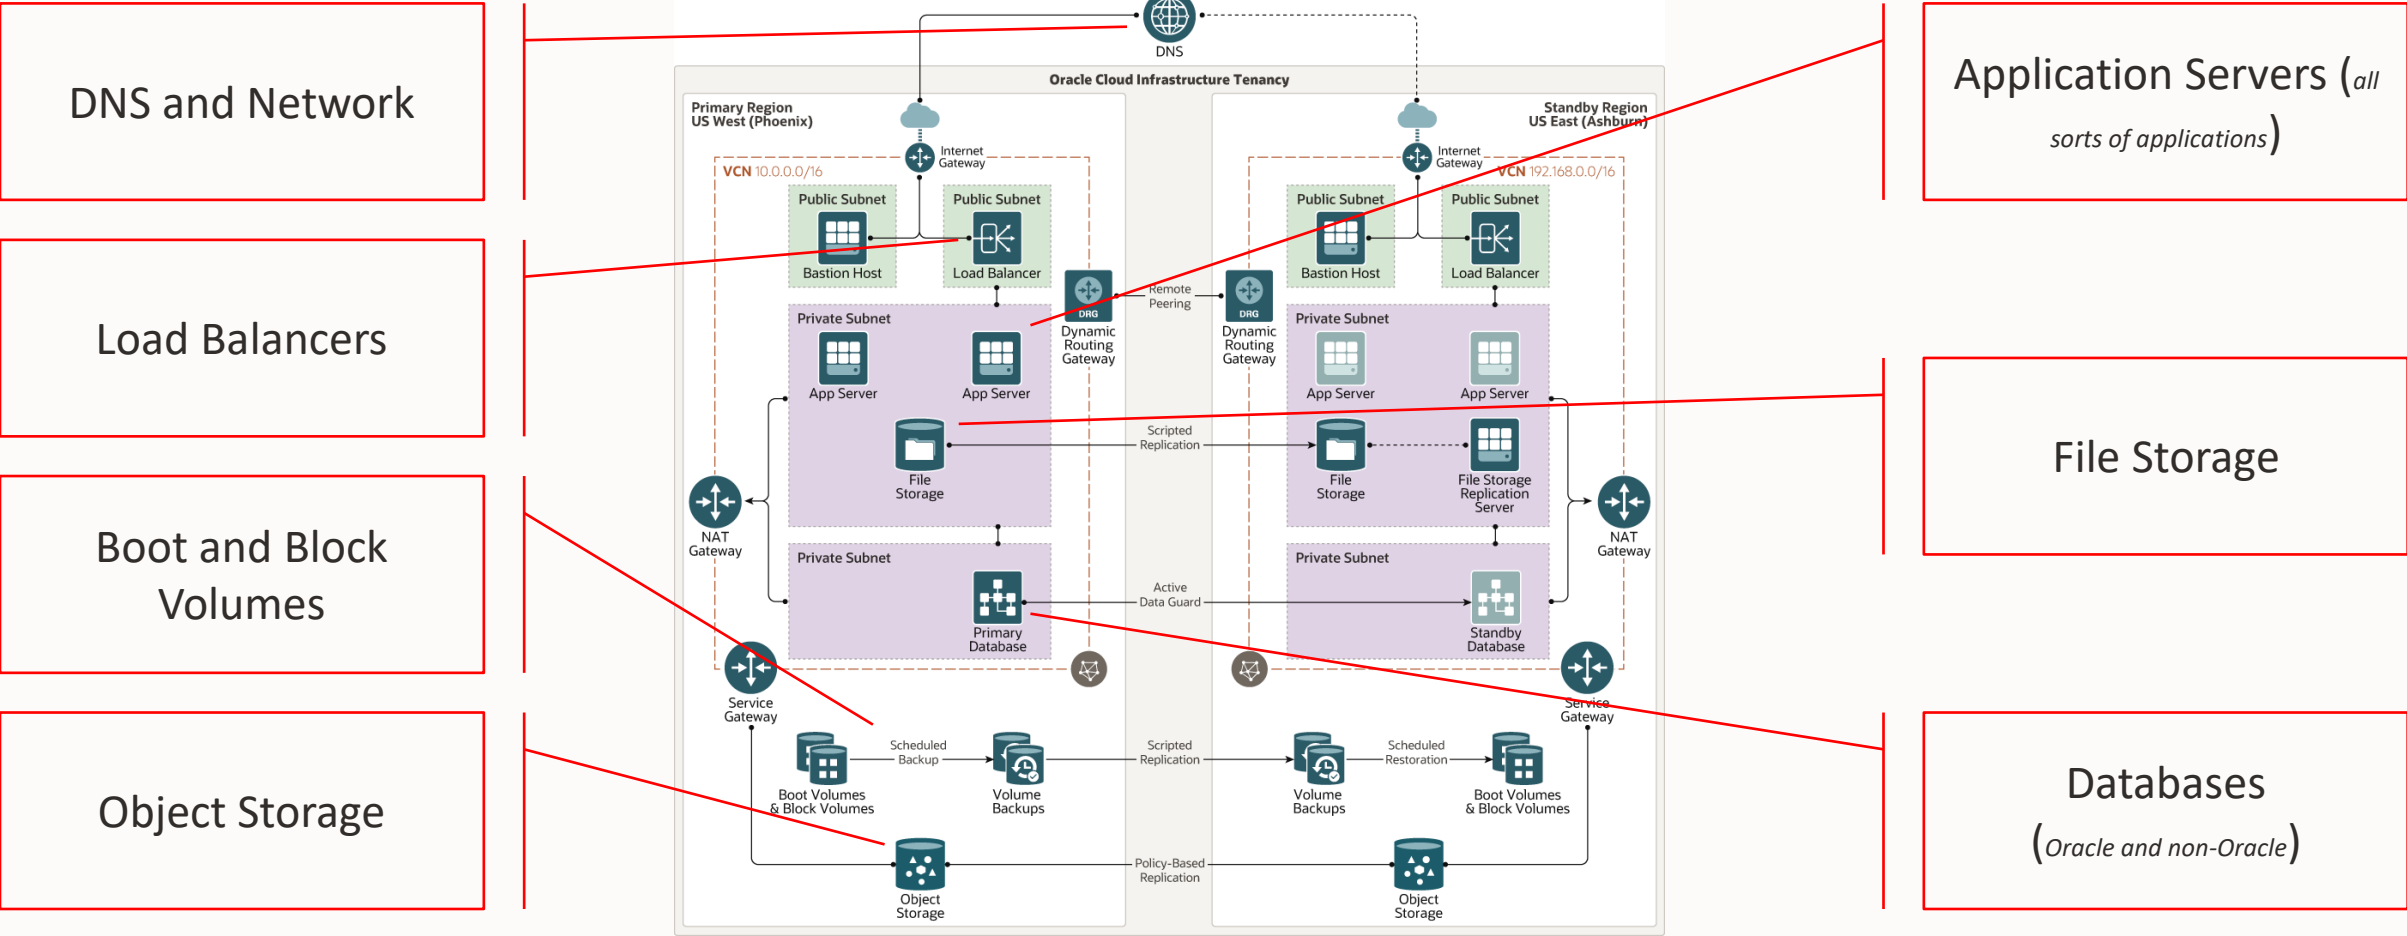 DNS and Network
Load Balancers
Boot and Block
Volumes
Object Storage
DNS
Oracle Cloud Infrastructure Tenancy
Primary Region
US West (Phoenix)
Internet
Gateway
VCN 10.0.0.0/16
Public Subnet
Bastion Host
Public Subnet
Load Balancer
DRG
Dynamic
Routing
Gateway
Private Subnet
App Server
App Server
File
Storage
NAT
Gateway
Private Subnet
Primary
Database
Service
Gateway
Boot Volumes
& Block Volumes
Scheduled
Backup
Volume
Backups
Object
Storage
Remote
Peering
Scripted
Replication
Active
Data Guard
Scripted
Replication
Policy-Based
Replication
Standby Region
US East (Ashburn)
Internet
Gateway
VCN 192.168.0.0/16
Public Subnet
Bastion Host
Public Subnet
Load Balancer
DRG
Dynamic
Routing
Gateway
Private Subnet
App Server
App Server
File
Storage
File Storage
Replication
Server
NAT
Gateway
Private Subnet
Standby
Database
Service
Gateway
Volume
Backups
Scheduled
Restoration
Boot Volumes
& Block Volumes
Object
Storage
Application Servers (all
sorts of applications)
File Storage
Databases
(Oracle and non-Oracle)